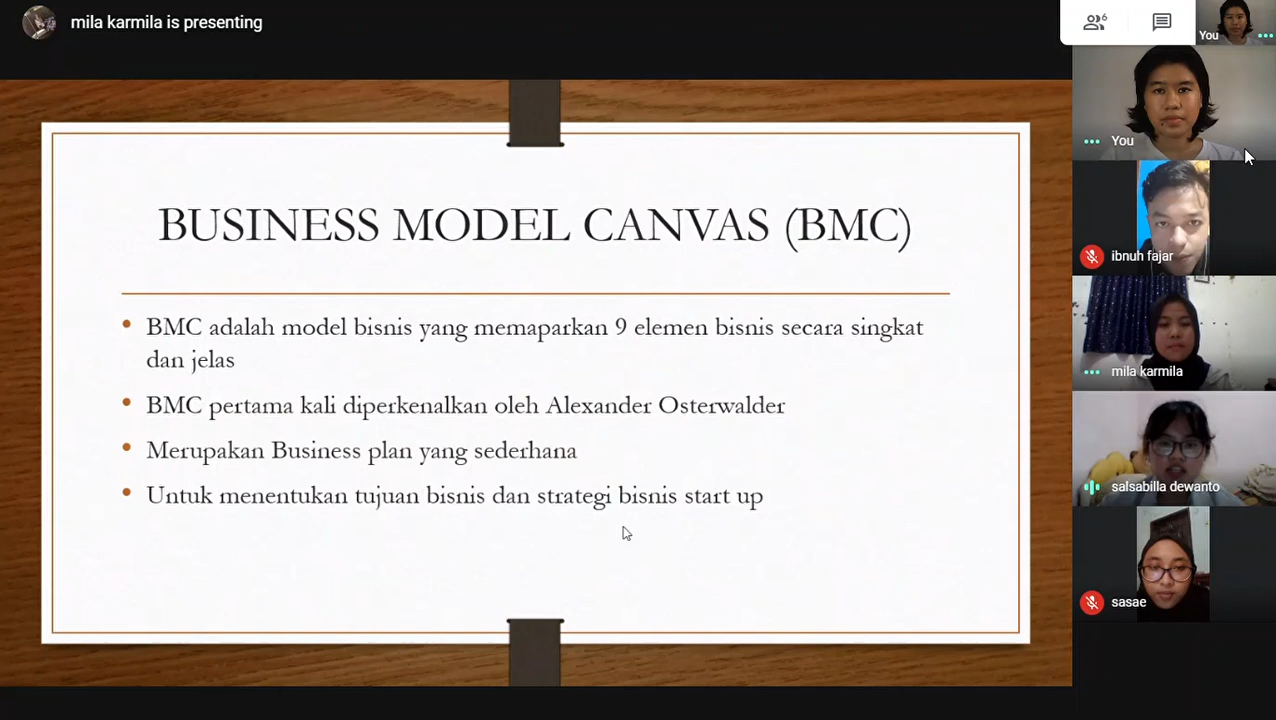 mila karmila is presenting
6
You
BUSINESS MODEL CANVAS (BMC)
• BMC adalah model bisnis yang memaparkan 9 elemen bisnis secara singkat
dan jelas
• BMC pertama kali diperkenalkan oleh Alexander Osterwalder
• Merupakan Business plan yang sederhana
• Untuk menentukan tujuan bisnis dan strategi bisnis start up
You
ibnuh fajar
mila karmila
salsabilla dewanto
sasae